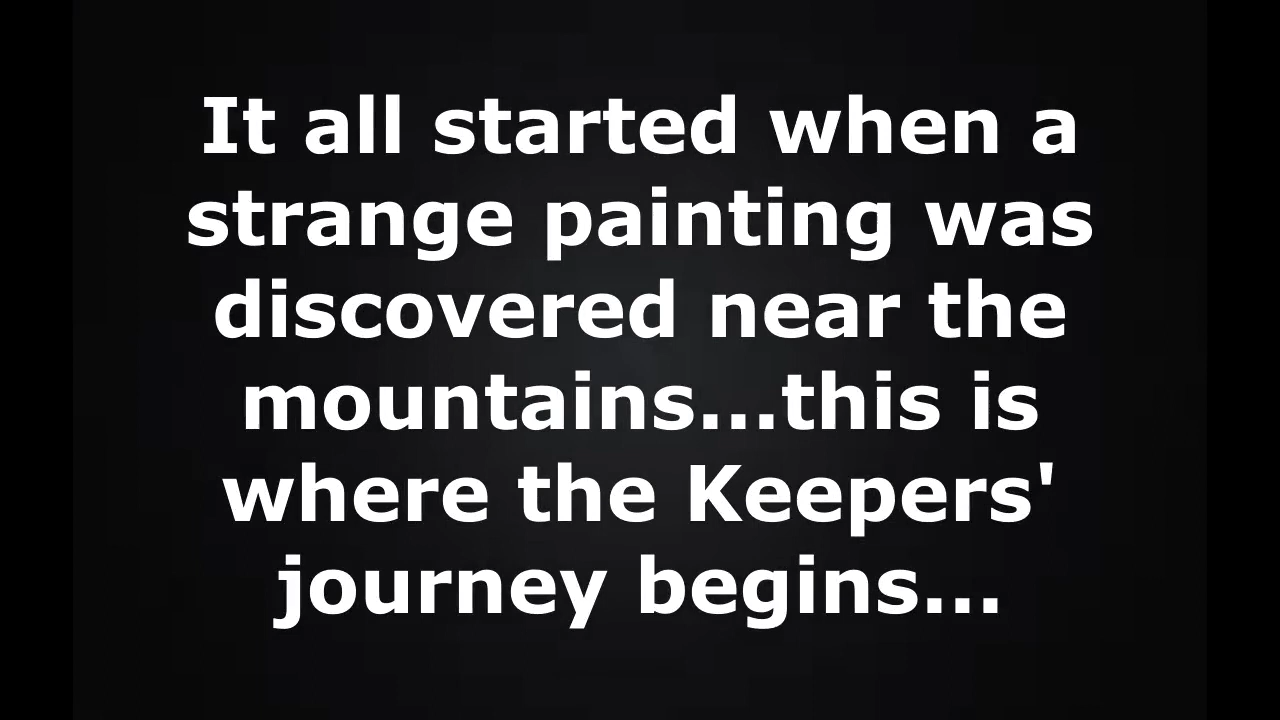 It all started when a
strange painting was
discovered near the
mountains...this is
where the Keepers'
journey begins...